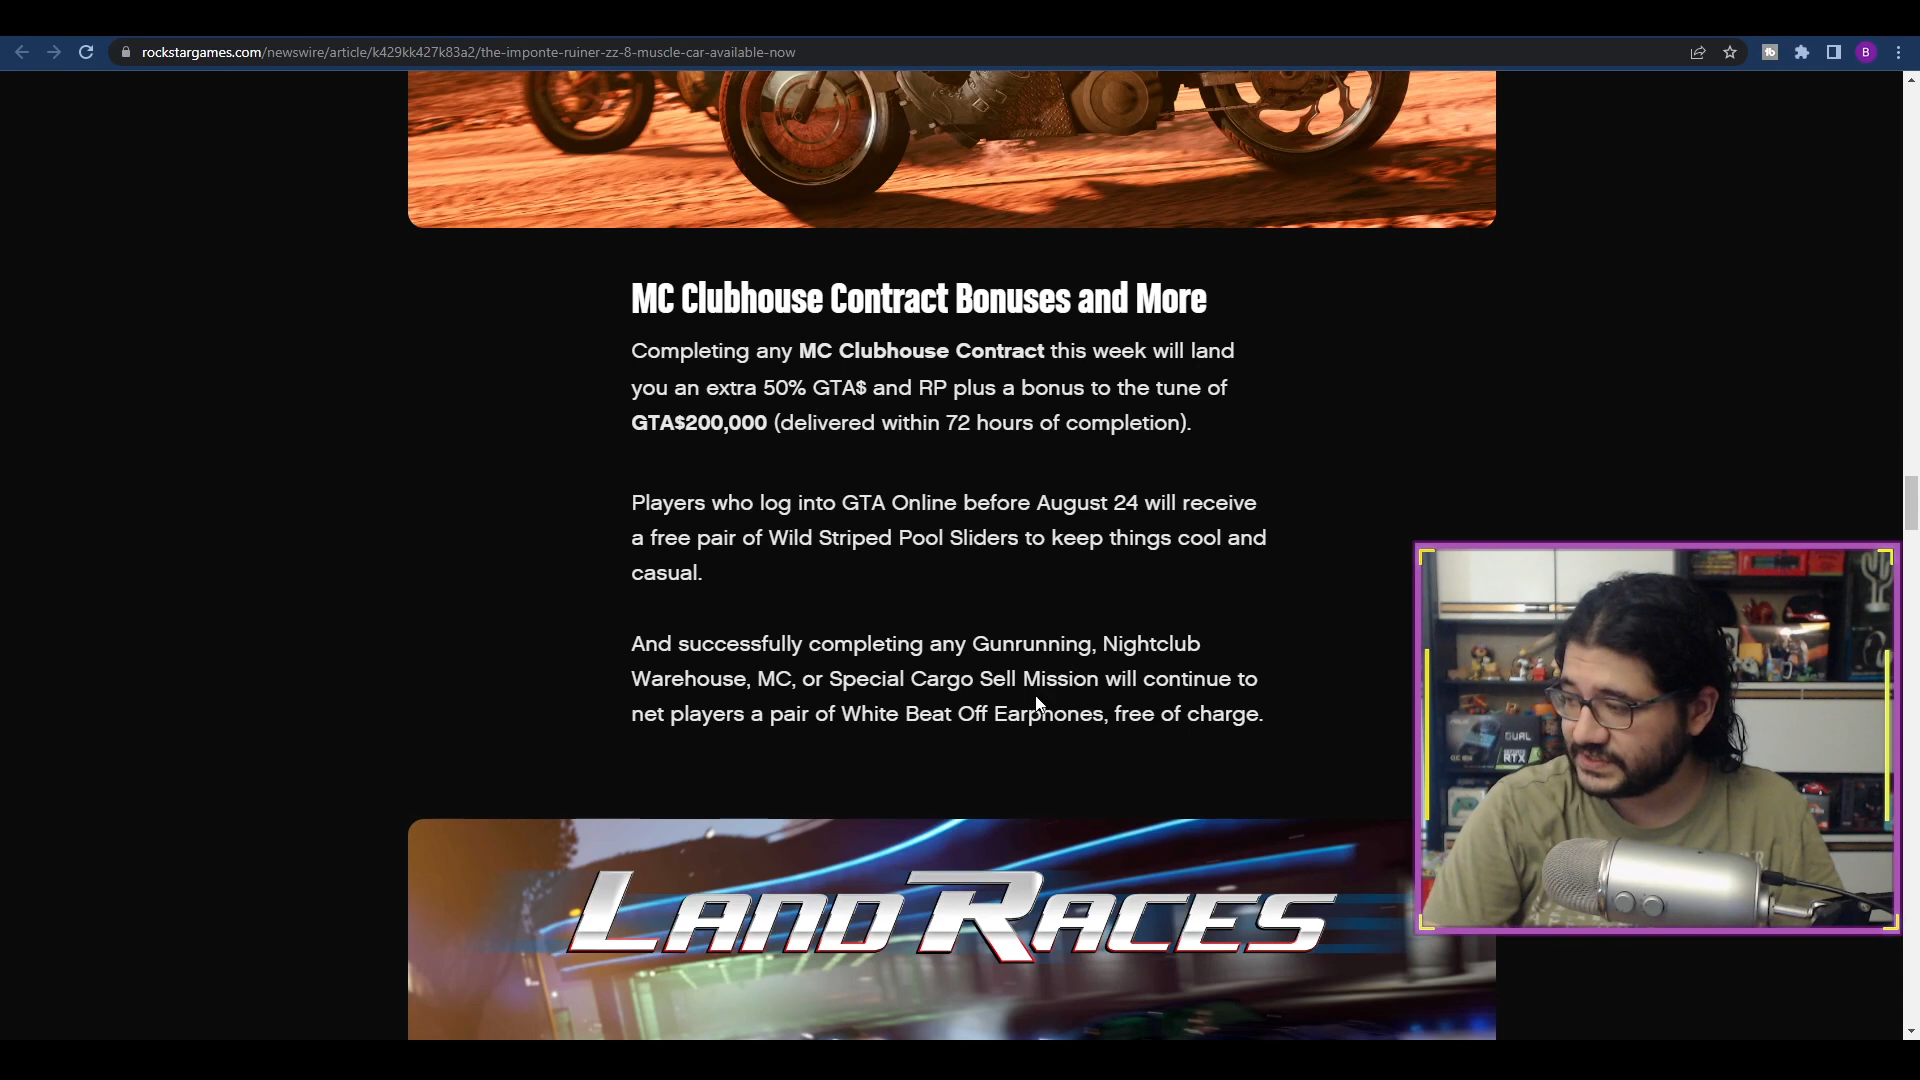 rockstargames.com/newswire/article/k429kk427k83a2/the-imponte-ruiner-zz-8-muscle-car-available-now
B
MC Clubhouse Contract Bonuses and More
Completing any MC Clubhouse Contract this week will land
you an extra 50% GTA$ and RP plus a bonus to the tune of
GTA$200,000 (delivered within 72 hours of completion).
Players who log into GTA Online before August 24 will receive
a free pair of Wild Striped Pool Sliders to keep things cool and
casual.
And successfully completing any Gunrunning, Nightclub
Warehouse, MC, or Special Cargo Sell Mission will continue to
net players a pair of White Beat Off Earphones, free of charge.
LAND RACES
DUAL
RTX